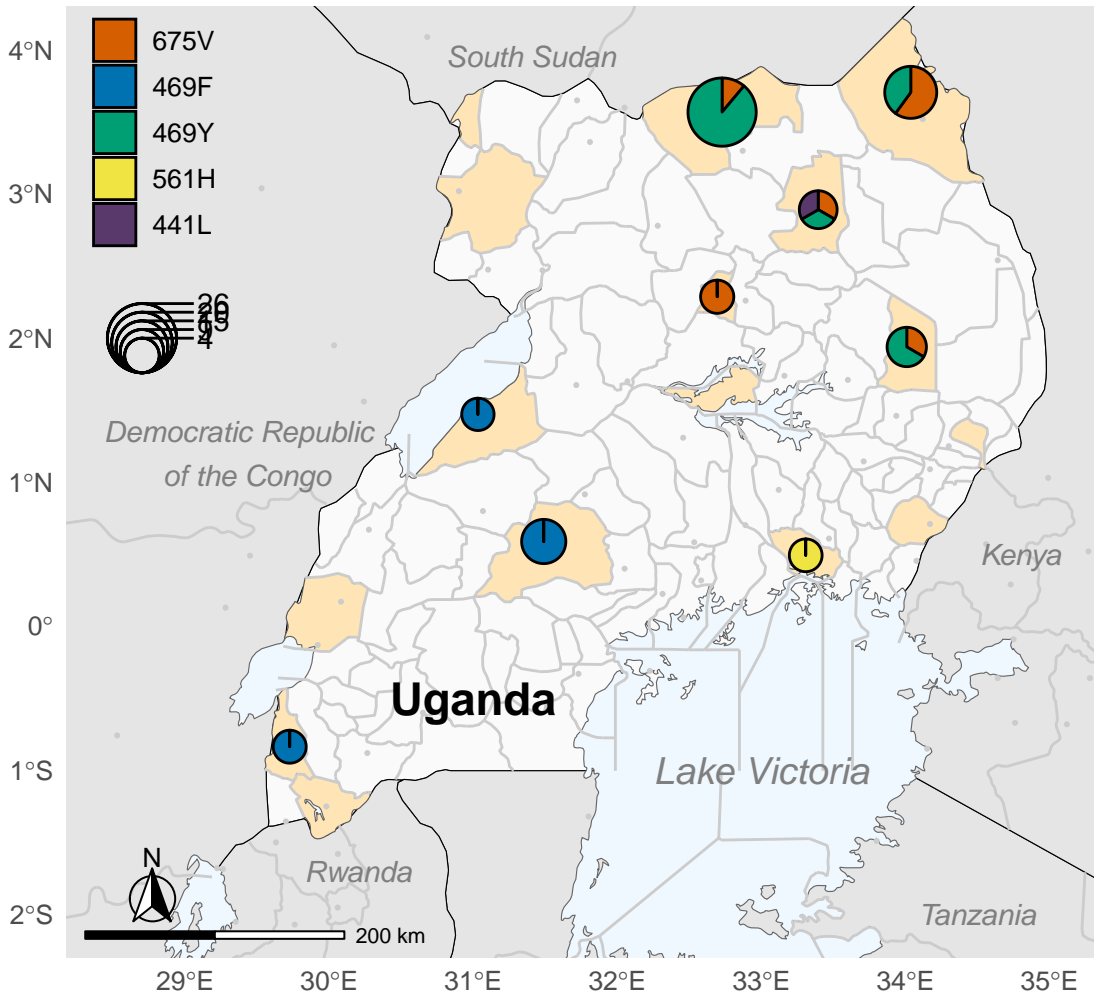 4°N
3°N
2°N
1°N
0°
1°S
2°S
675V
469F
469Y
561H
441L
26
4
South Sudan
Democratic Republic
of the Congo
Kenya
Uganda
Lake Victoria
Rwanda
Tanzania
N
200 km
29°E
30°E
31°E
32°E
33°E
34°E
35°E